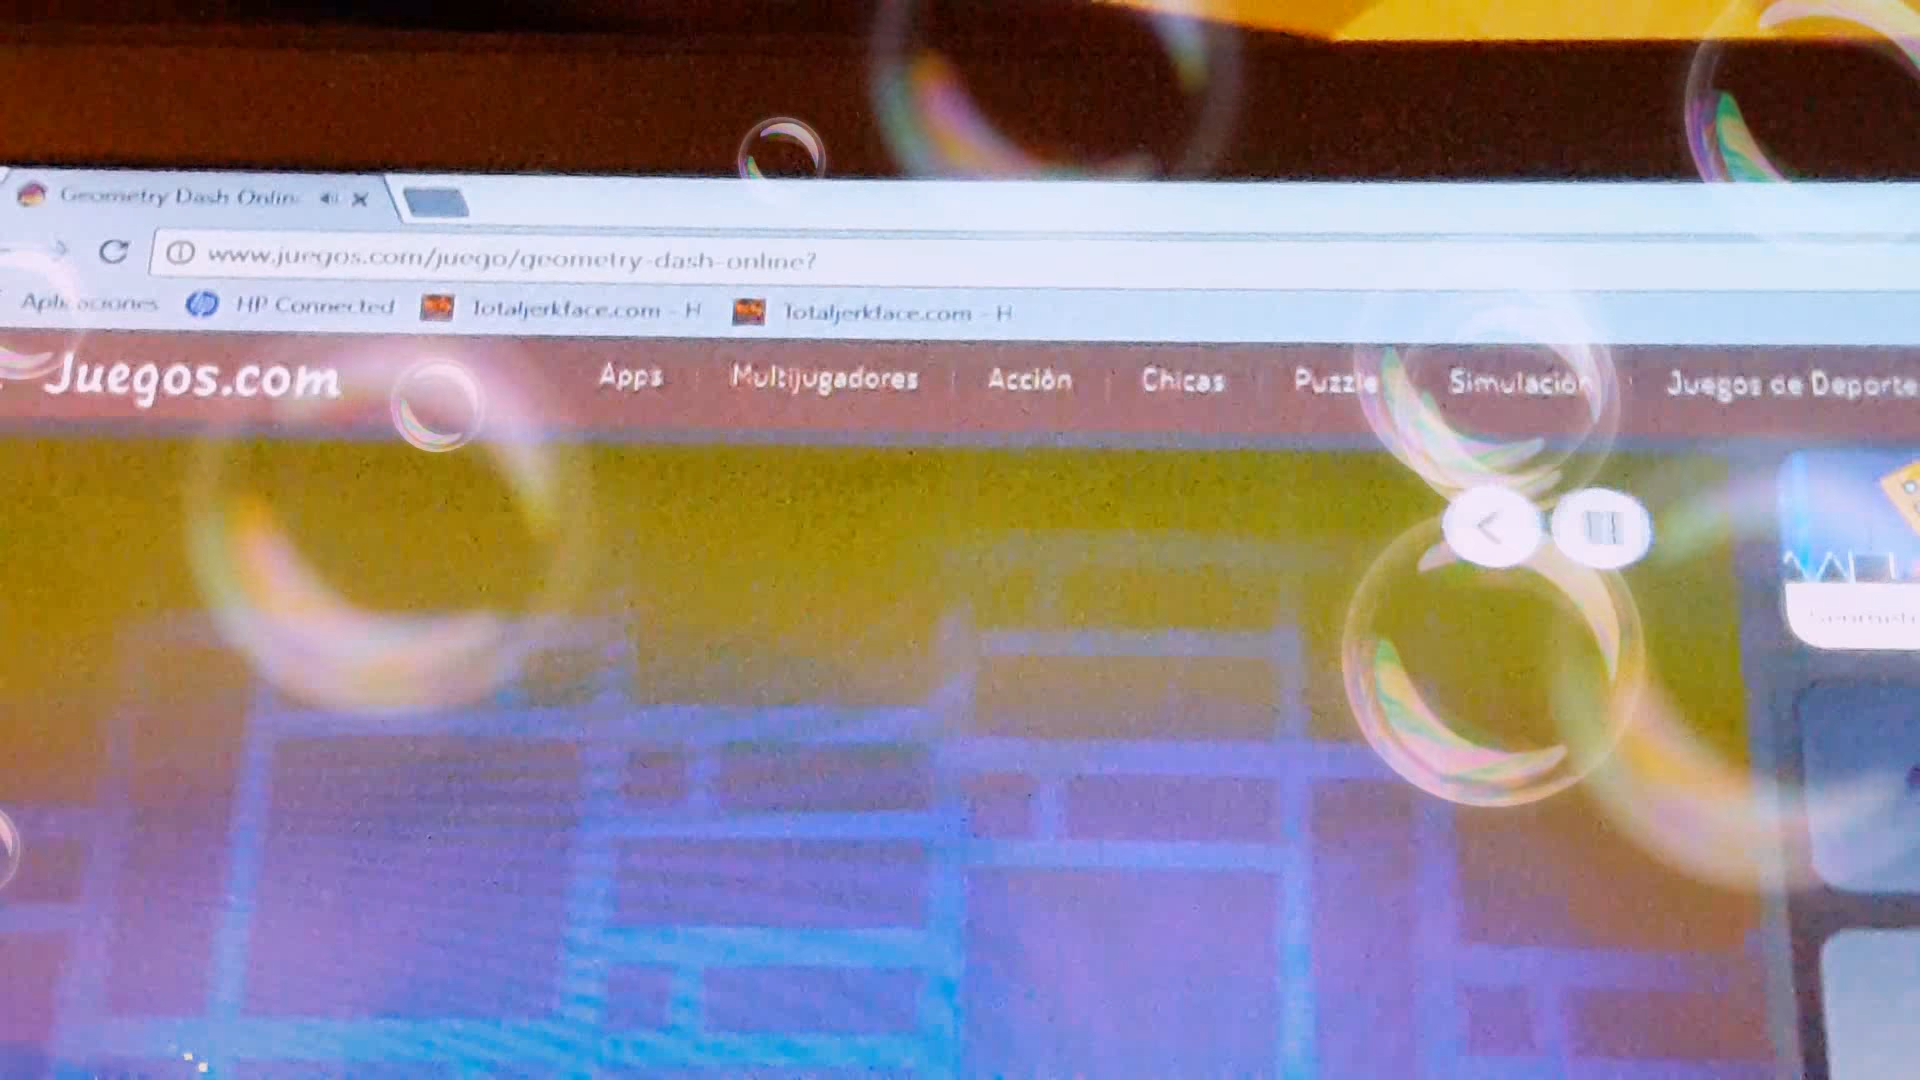 Geometry Dash Onlin
www.juegos.com/juego/geometry-dash-online?
Aplicaciones HP Connected Totaljerkface.com - H Totaljerkface.com - H
Juegos.com Apps Multijugadores Acción Chicas Puzzle Simulación Juegos de Deporte